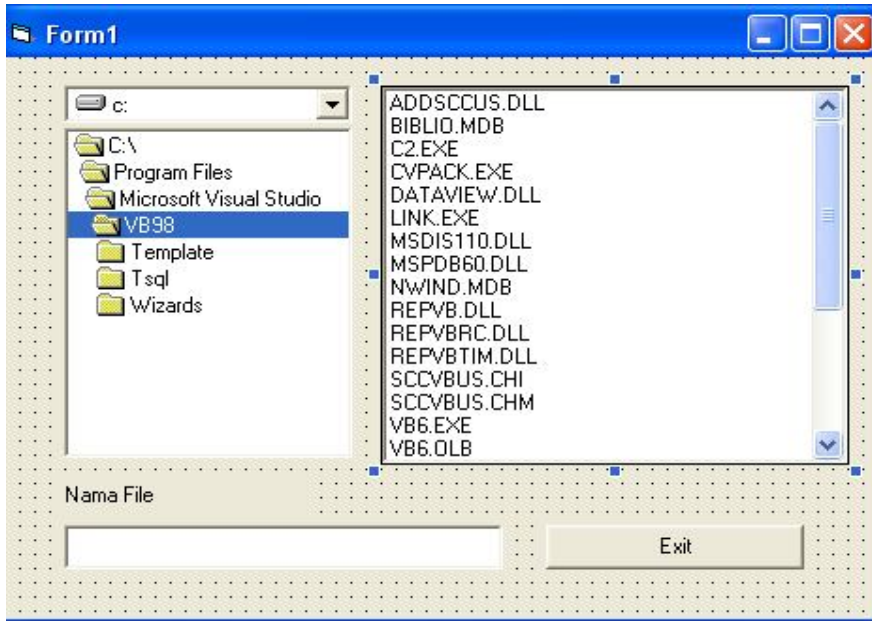 Form1
c:
C:\
Program Files
Microsoft Visual Studio
VB98
Template
Tsql
Wizards
ADDSCCUS.DLL
BIBLIO.MDB
C2.EXE
CVPACK.EXE
DATAVIEW.DLL
LINK.EXE
MSDIS110.DLL
MSPDB60.DLL
NWIND.MDB
REPVB.DLL
REPVBRC.DLL
REPVBTIM.DLL
SCCVBUS.CHI
SCCVBUS.CHM
VB6.EXE
VB6.OLB
Nama File
Exit